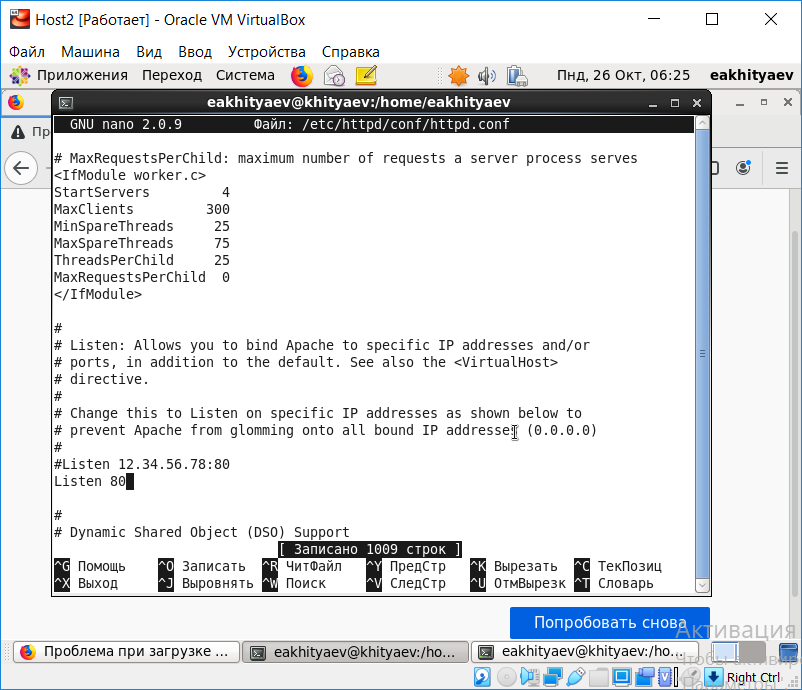 Host2 [Работает] - Oracle VM VirtualBox
Файл Машина Вид Ввод Устройства Справка
Приложения Переход Система Пнд, 26 Окт, 06:25 eakhityaev
eakhityaev@khityaev:/home/eakhityaev
GNU nano 2.0.9 Файл: /etc/httpd/conf/httpd.conf
# MaxRequestsPerChild: maximum number of requests a server process serves
<IfModule worker.c>
StartServers 4
MaxClients 300
MinSpareThreads 25
MaxSpareThreads 75
ThreadsPerChild 25
MaxRequestsPerChild 0
</IfModule>
#
# Listen: Allows you to bind Apache to specific IP addresses and/or
# ports, in addition to the default. See also the <VirtualHost>
# directive.
#
# Change this to Listen on specific IP addresses as shown below to
# prevent Apache from glomming onto all bound IP addresses (0.0.0.0)
#
#Listen 12.34.56.78:80
Listen 80
#
# Dynamic Shared Object (DSO) Support
[ Записано 1009 строк ]
^G Помощь ^O Записать ^R ЧитФайл ^Y ПредСтр ^K Вырезать ^C ТекПозиц
^X Выход ^J Выровнять ^W Поиск ^V СледСтр ^U ОтмВырезк ^T Словарь
Попробовать снова
Активация
Проблема при загрузке ... eakhityaev@khityaev:/ho... eakhityaev@khityaev:/ho...
Right Ctrl